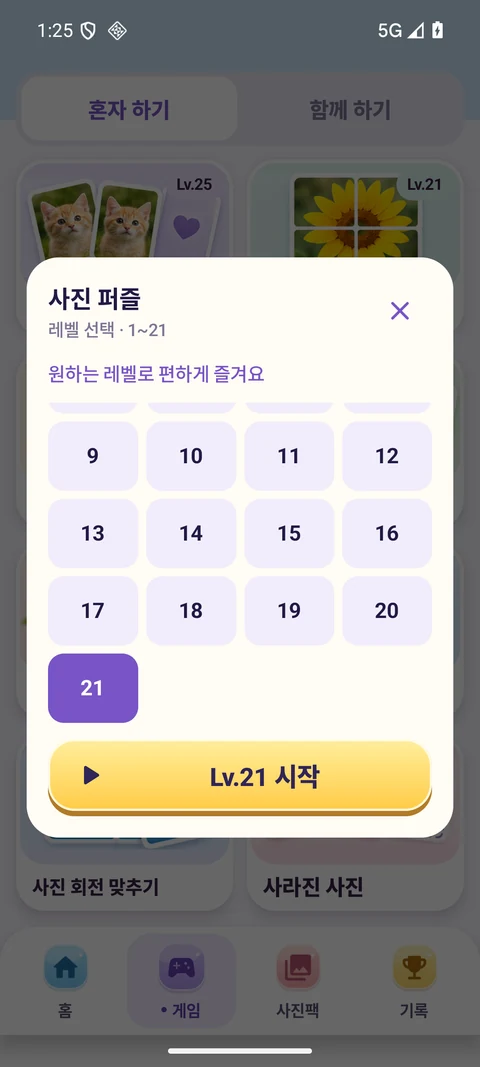 1:25
5G
혼자 하기
함께 하기
Lv.25
Lv.21
사진 퍼즐
레벨 선택 · 1~21
원하는 레벨로 편하게 즐겨요
9 10 11 12
13 14 15 16
17 18 19 20
21
Lv.21 시작
사진 회전 맞추기
사라진 사진
홈
• 게임
사진팩
기록